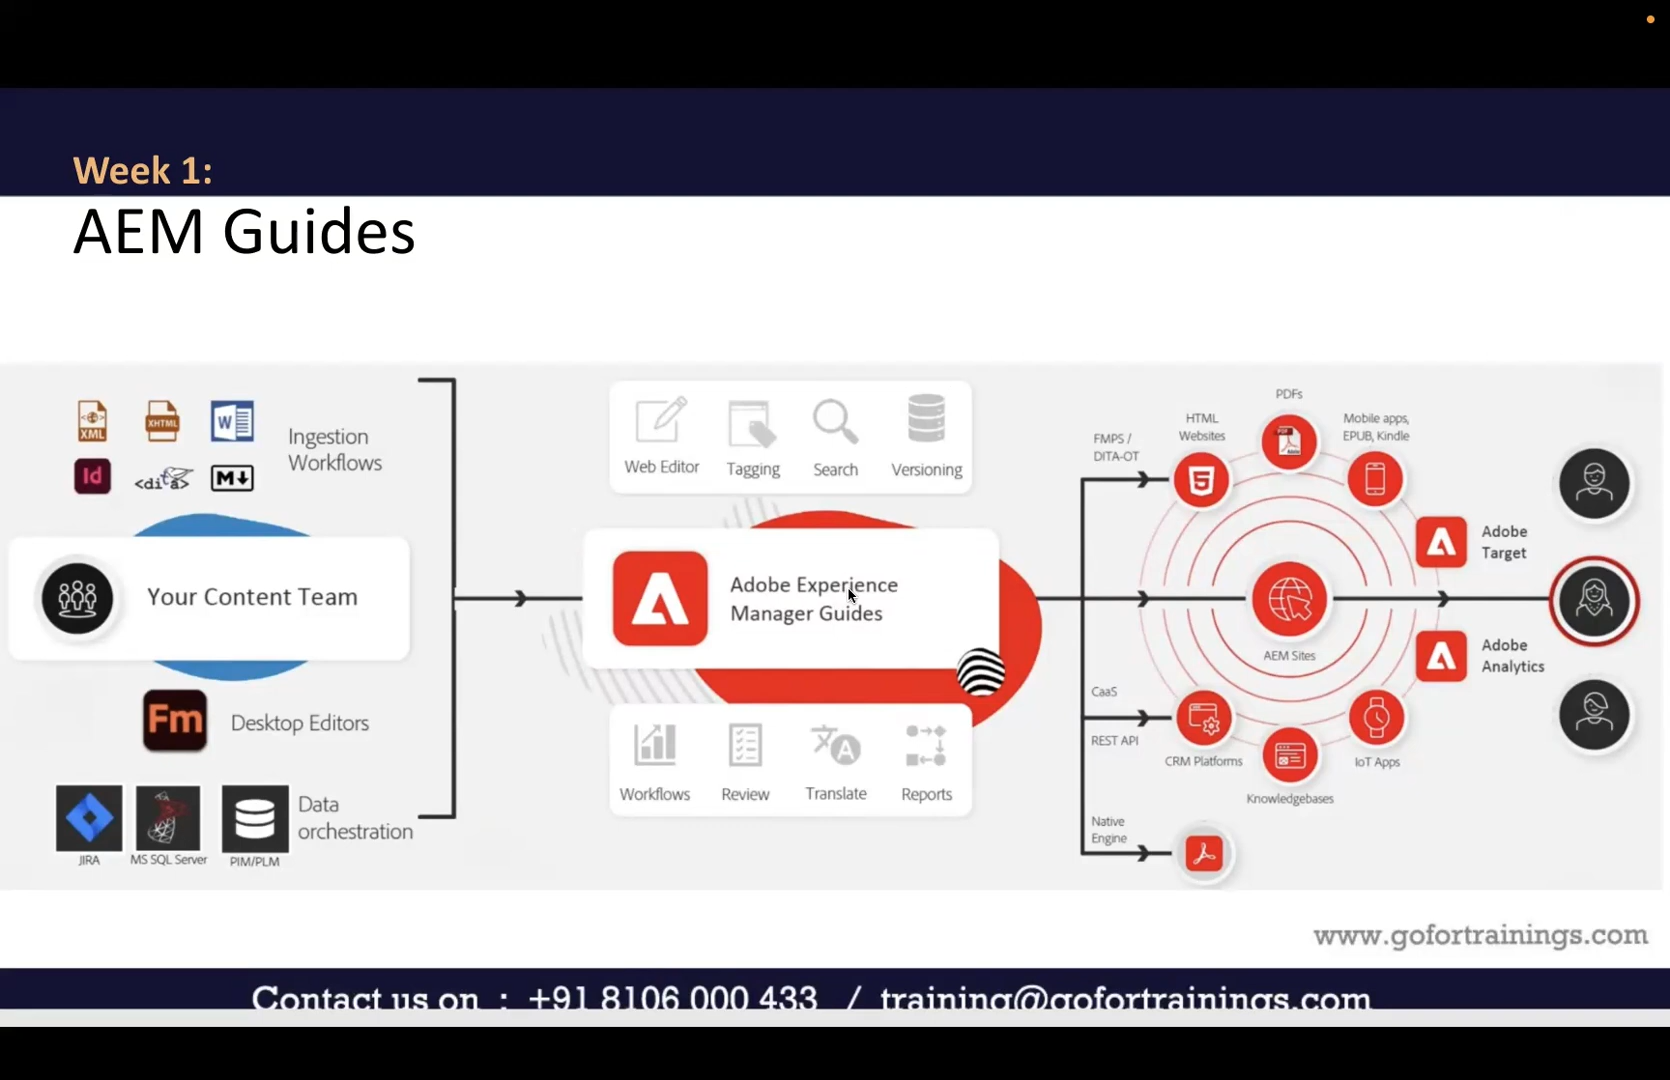 Week 1:
AEM Guides
XML
XHTML
W
Id
<dita>
M
Ingestion
Workflows
Your Content Team
Fm
Desktop Editors
JIRA
MS SQL Server
PIM/PLM
Data
orchestration
Web Editor
Tagging
Search
Versioning
Adobe Experience
Manager Guides
Workflows
Review
Translate
Reports
A
FMPS /
DITA-OT
HTML
Websites
5
PDFs
PDF
Adobe
Mobile apps,
EPUB, Kindle
Adobe
Target
AEM Sites
Adobe
Analytics
CaaS
REST API
CRM Platforms
Knowledgebases
IoT Apps
Native
Engine
www.gofortrainings.com
Contact us on : +91 8106 000 433 / training@gofortrainings.com